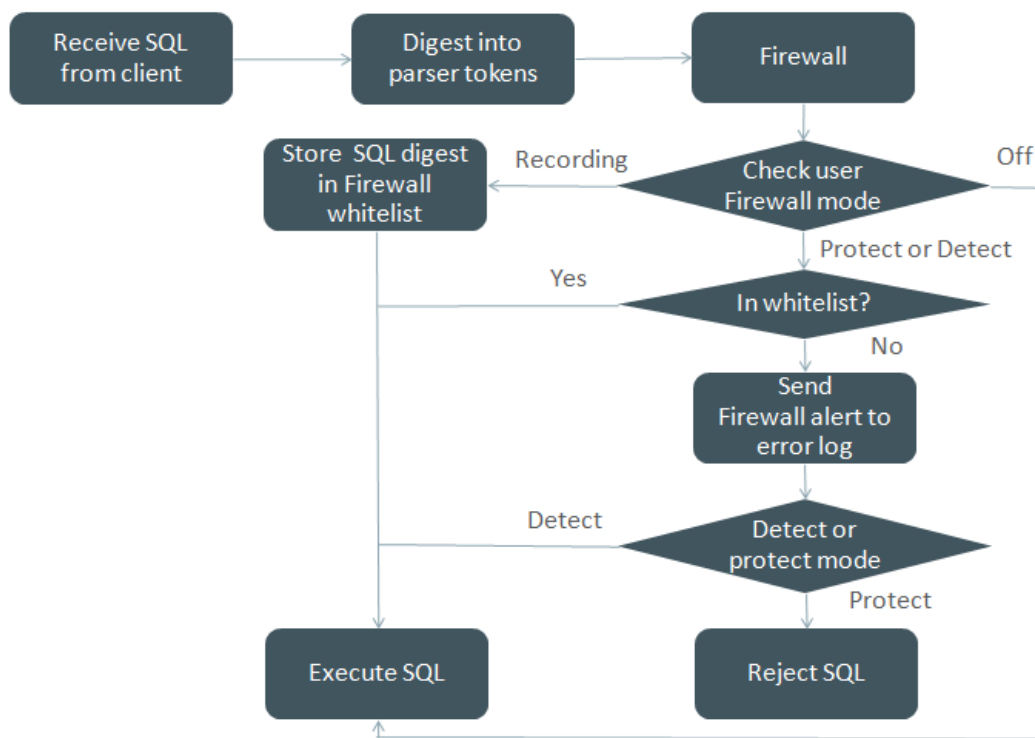 Receive SQL
from client
Digest into
parser tokens
Firewall
Store SQL digest
in Firewall
whitelist
Recording
Check user
Firewall mode
Off
Protect or Detect
Yes
In whitelist?
No
Send
Firewall alert to
error log
Detect
Detect or
protect mode
Protect
Execute SQL
Reject SQL